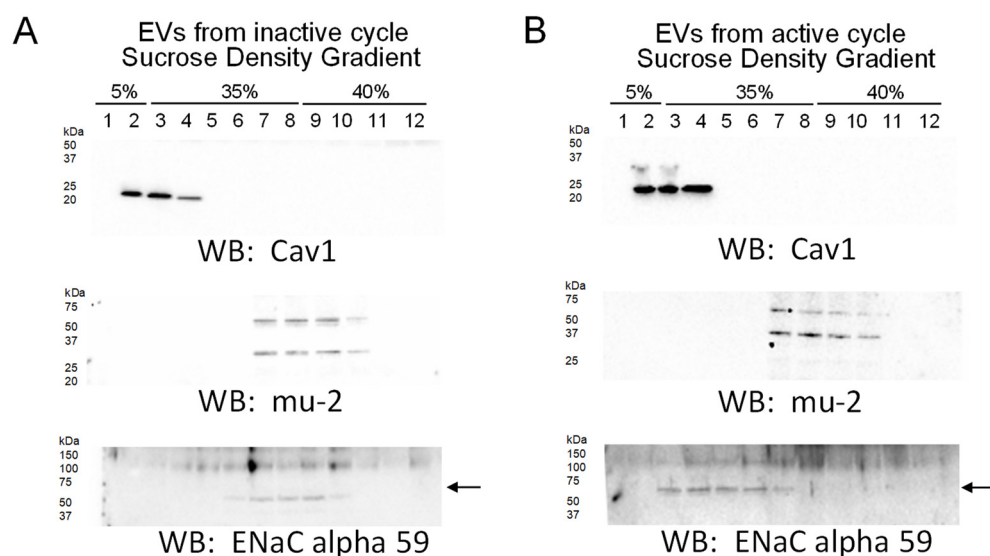 A
EVs from inactive cycle
Sucrose Density Gradient
5% 35% 40%
1 2 3 4 5 6 7 8 9 10 11 12
kDa
50
37
25
20
WB: Cav1
kDa
75
50
37
25
20
WB: mu-2
kDa
150
100
75
50
37
WB: ENaC alpha 59
B
EVs from active cycle
Sucrose Density Gradient
5% 35% 40%
1 2 3 4 5 6 7 8 9 10 11 12
kDa
50
37
25
20
WB: Cav1
kDa
75
50
37
25
WB: mu-2
kDa
150
100
75
50
37
WB: ENaC alpha 59